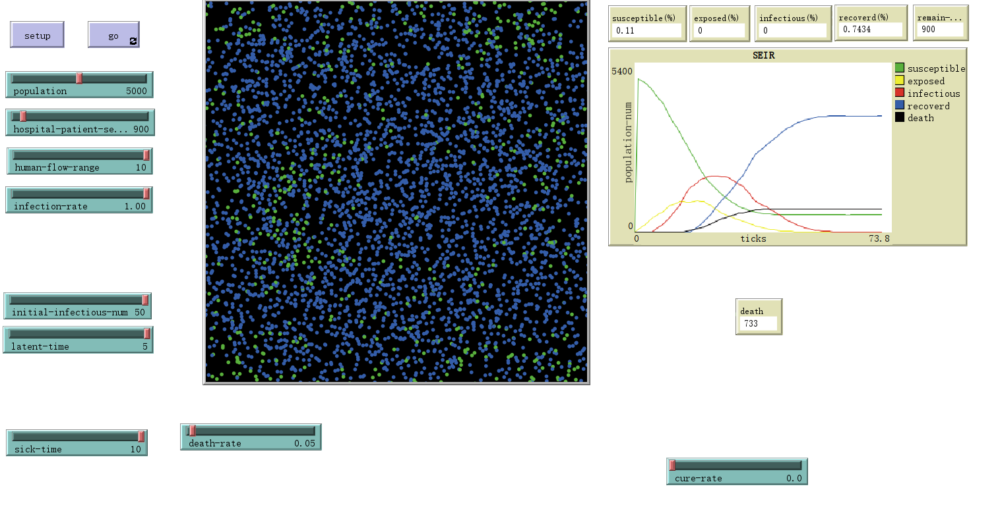 setup
go
population 5000
hospital-patient-se... 900
human-flow-range 10
infection-rate 1.00
initial-infectious-num 50
latent-time 5
sick-time 10
death-rate 0.05
susceptible(%)
0.11
exposed(%)
0
infectious(%)
0
recoverd(%)
0.7434
remain-...
900
SEIR
5400
population-num
0
0
ticks
73.8
susceptible
exposed
infectious
recoverd
death
death
733
cure-rate 0.0